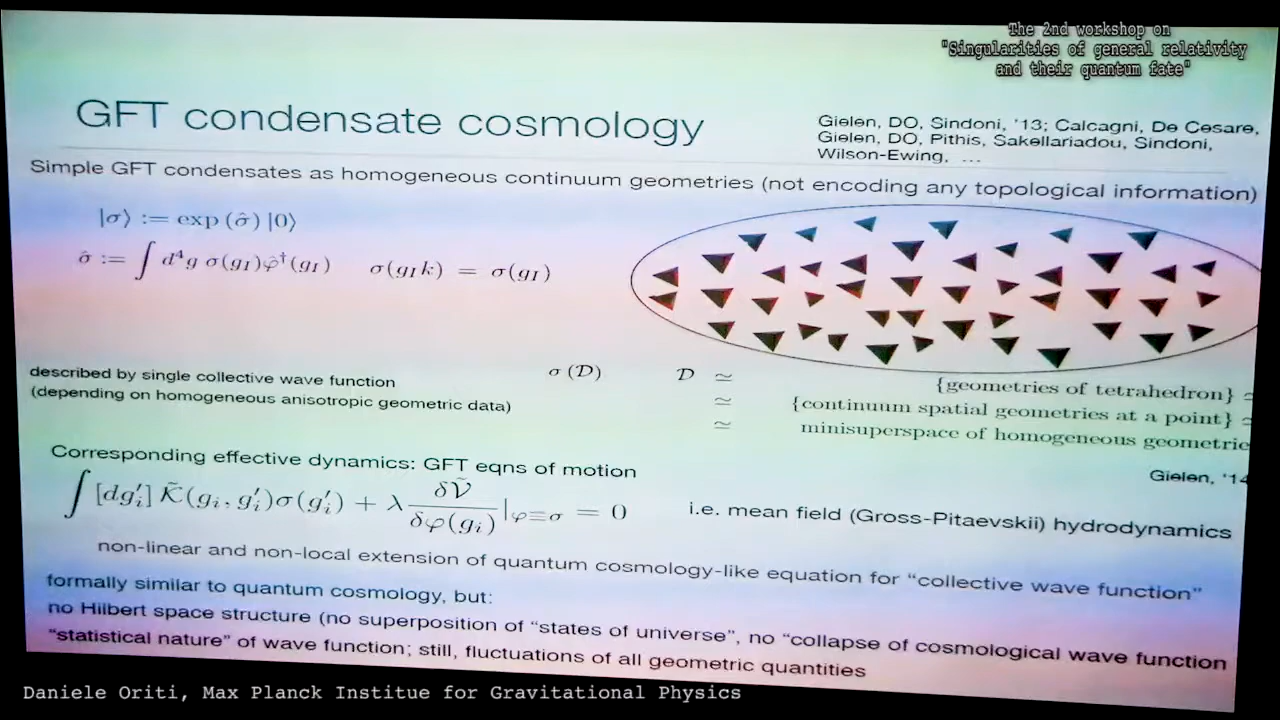 The 2nd workshop on
"Singularities of general relativity
and their quantum fate"
GFT condensate cosmology
Gielen, DO, Sindoni, '13; Calcagni, De Cesare,
Gielen, DO, Pithis, Sakellariadou, Sindoni,
Wilson-Ewing, ...
Simple GFT condensates as homogeneous continuum geometries (not encoding any topological information)
|σ⟩ := exp (σ̂) |0⟩
σ̂ := ∫ d⁴g σ(g_I)φ̂†(g_I)    σ(g_I k) = σ(g_I)
described by single collective wave function
(depending on homogeneous anisotropic geometric data)
σ (𝒟)    𝒟 ≃ {geometries of tetrahedron} ≃
≃ {continuum spatial geometries at a point} ≃
≃ minisuperspace of homogeneous geometrie
Gielen, '14
Corresponding effective dynamics: GFT eqns of motion
∫ [dg'_i] 𝒦̃(g_i, g'_i)σ(g'_i) + λ δ𝒱̃/δφ(g_i) |_{φ≡σ} = 0
i.e. mean field (Gross-Pitaevskii) hydrodynamics
non-linear and non-local extension of quantum cosmology-like equation for “collective wave function”
formally similar to quantum cosmology, but:
no Hilbert space structure (no superposition of “states of universe”, no “collapse of cosmological wave function
“statistical nature” of wave function; still, fluctuations of all geometric quantities
Daniele Oriti, Max Planck Institue for Gravitational Physics